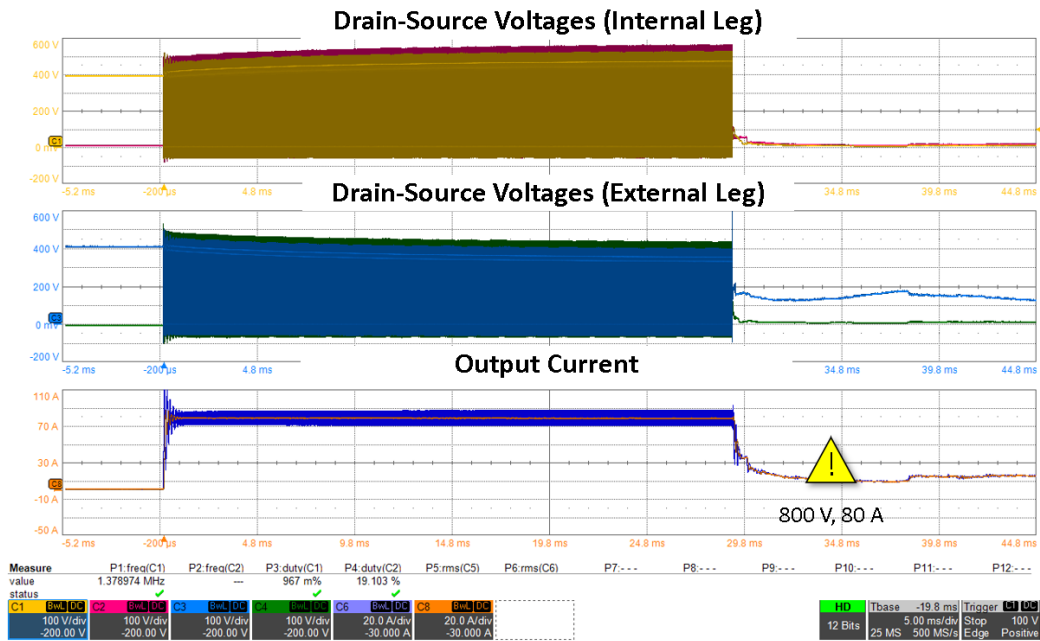 Drain-Source Voltages (Internal Leg)
600 V
400 V
200 V
C1
0 mV
-200 V
-5.2 ms -200 µs 4.8 ms 34.8 ms 39.8 ms 44.8 ms
Drain-Source Voltages (External Leg)
600 V
400 V
200 V
0 mV
-200 V
-5.2 ms -200 µs 4.8 ms 34.8 ms 39.8 ms 44.8 ms
Output Current
110 A
70 A
30 A
C8
-10 A
-50 A
!
800 V, 80 A
-5.2 ms -200 µs 4.8 ms 9.8 ms 14.8 ms 19.8 ms 24.8 ms 29.8 ms 34.8 ms 39.8 ms 44.8 ms
Measure P1:freq(C1) P2:freq(C2) P3:duty(C1) P4:duty(C2) P5:rms(C5) P6:rms(C6) P7:- - - P8:- - - P9:- - - P10:- - - P11:- - - P12:- - -
value 1.378974 MHz --- 967 m% 19.103 %
status
C1 BwL DC C2 BwL DC C3 BwL DC C4 BwL DC C6 BwL DC C8 BwL DC HD Tbase -19.8 ms Trigger C1 DC
100 V/div 100 V/div 100 V/div 100 V/div 20.0 A/div 20.0 A/div 12 Bits 5.00 ms/div Stop 100 V
-200.00 V -200.00 V -200.00 V -200.00 V -30.000 A -30.000 A 25 MS 500 MS/s Edge Positive